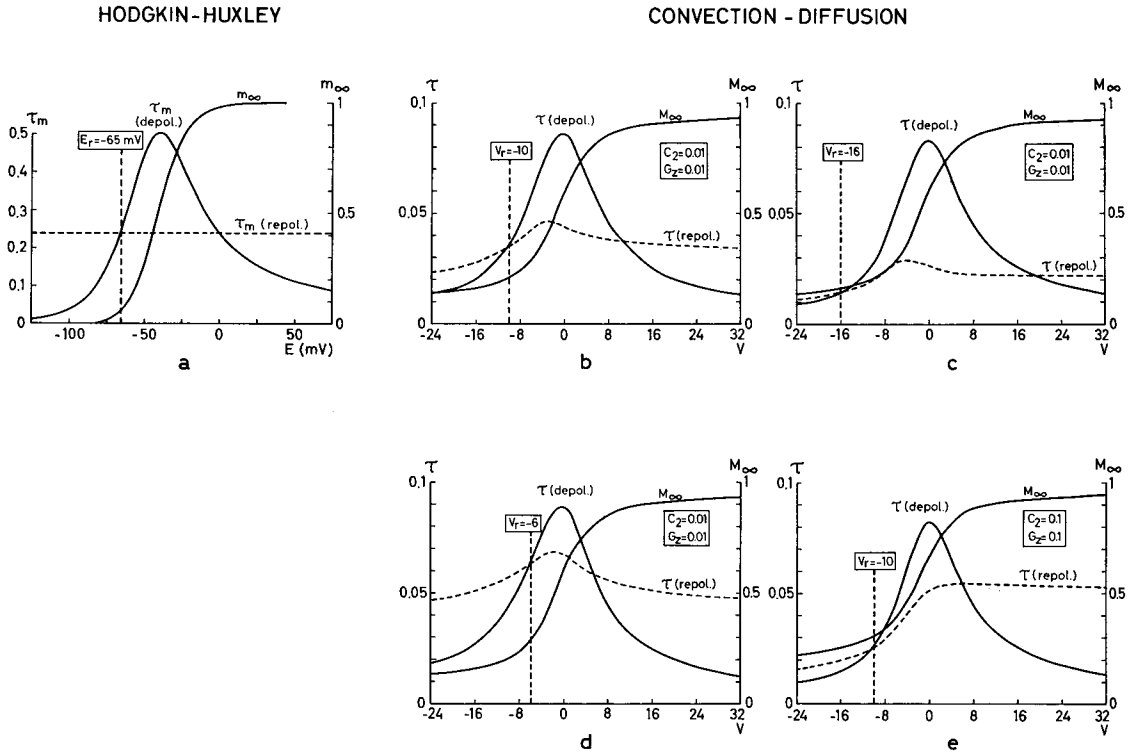 HODGKIN-HUXLEY
CONVECTION - DIFFUSION
τm
m∞
0.5
0.4
0.3
0.2
0.1
0
1
0.5
0
Er=-65 mV
τm
(depol.)
m∞
τm (repol.)
-100 -50 0 50
E (mV)
a
τ
M∞
0.1
0.05
0
1
0.5
0
Vr=-10
τ (depol.)
M∞
C2=0.01
Gz=0.01
τ (repol.)
-24 -16 -8 0 8 16 24 32
V
b
τ
M∞
0.1
0.05
0
1
0.5
0
Vr=-16
τ (depol.)
M∞
C2=0.01
Gz=0.01
τ (repol.)
-24 -16 -8 0 8 16 24 32
V
c
τ
M∞
0.1
0.05
0
1
0.5
0
Vr=-6
τ (depol.)
M∞
C2=0.01
Gz=0.01
τ (repol.)
-24 -16 -8 0 8 16 24 32
V
d
τ
M∞
0.1
0.05
0
1
0.5
0
Vr=-10
τ (depol.)
M∞
C2=0.1
Gz=0.1
τ (repol.)
-24 -16 -8 0 8 16 24 32
V
e